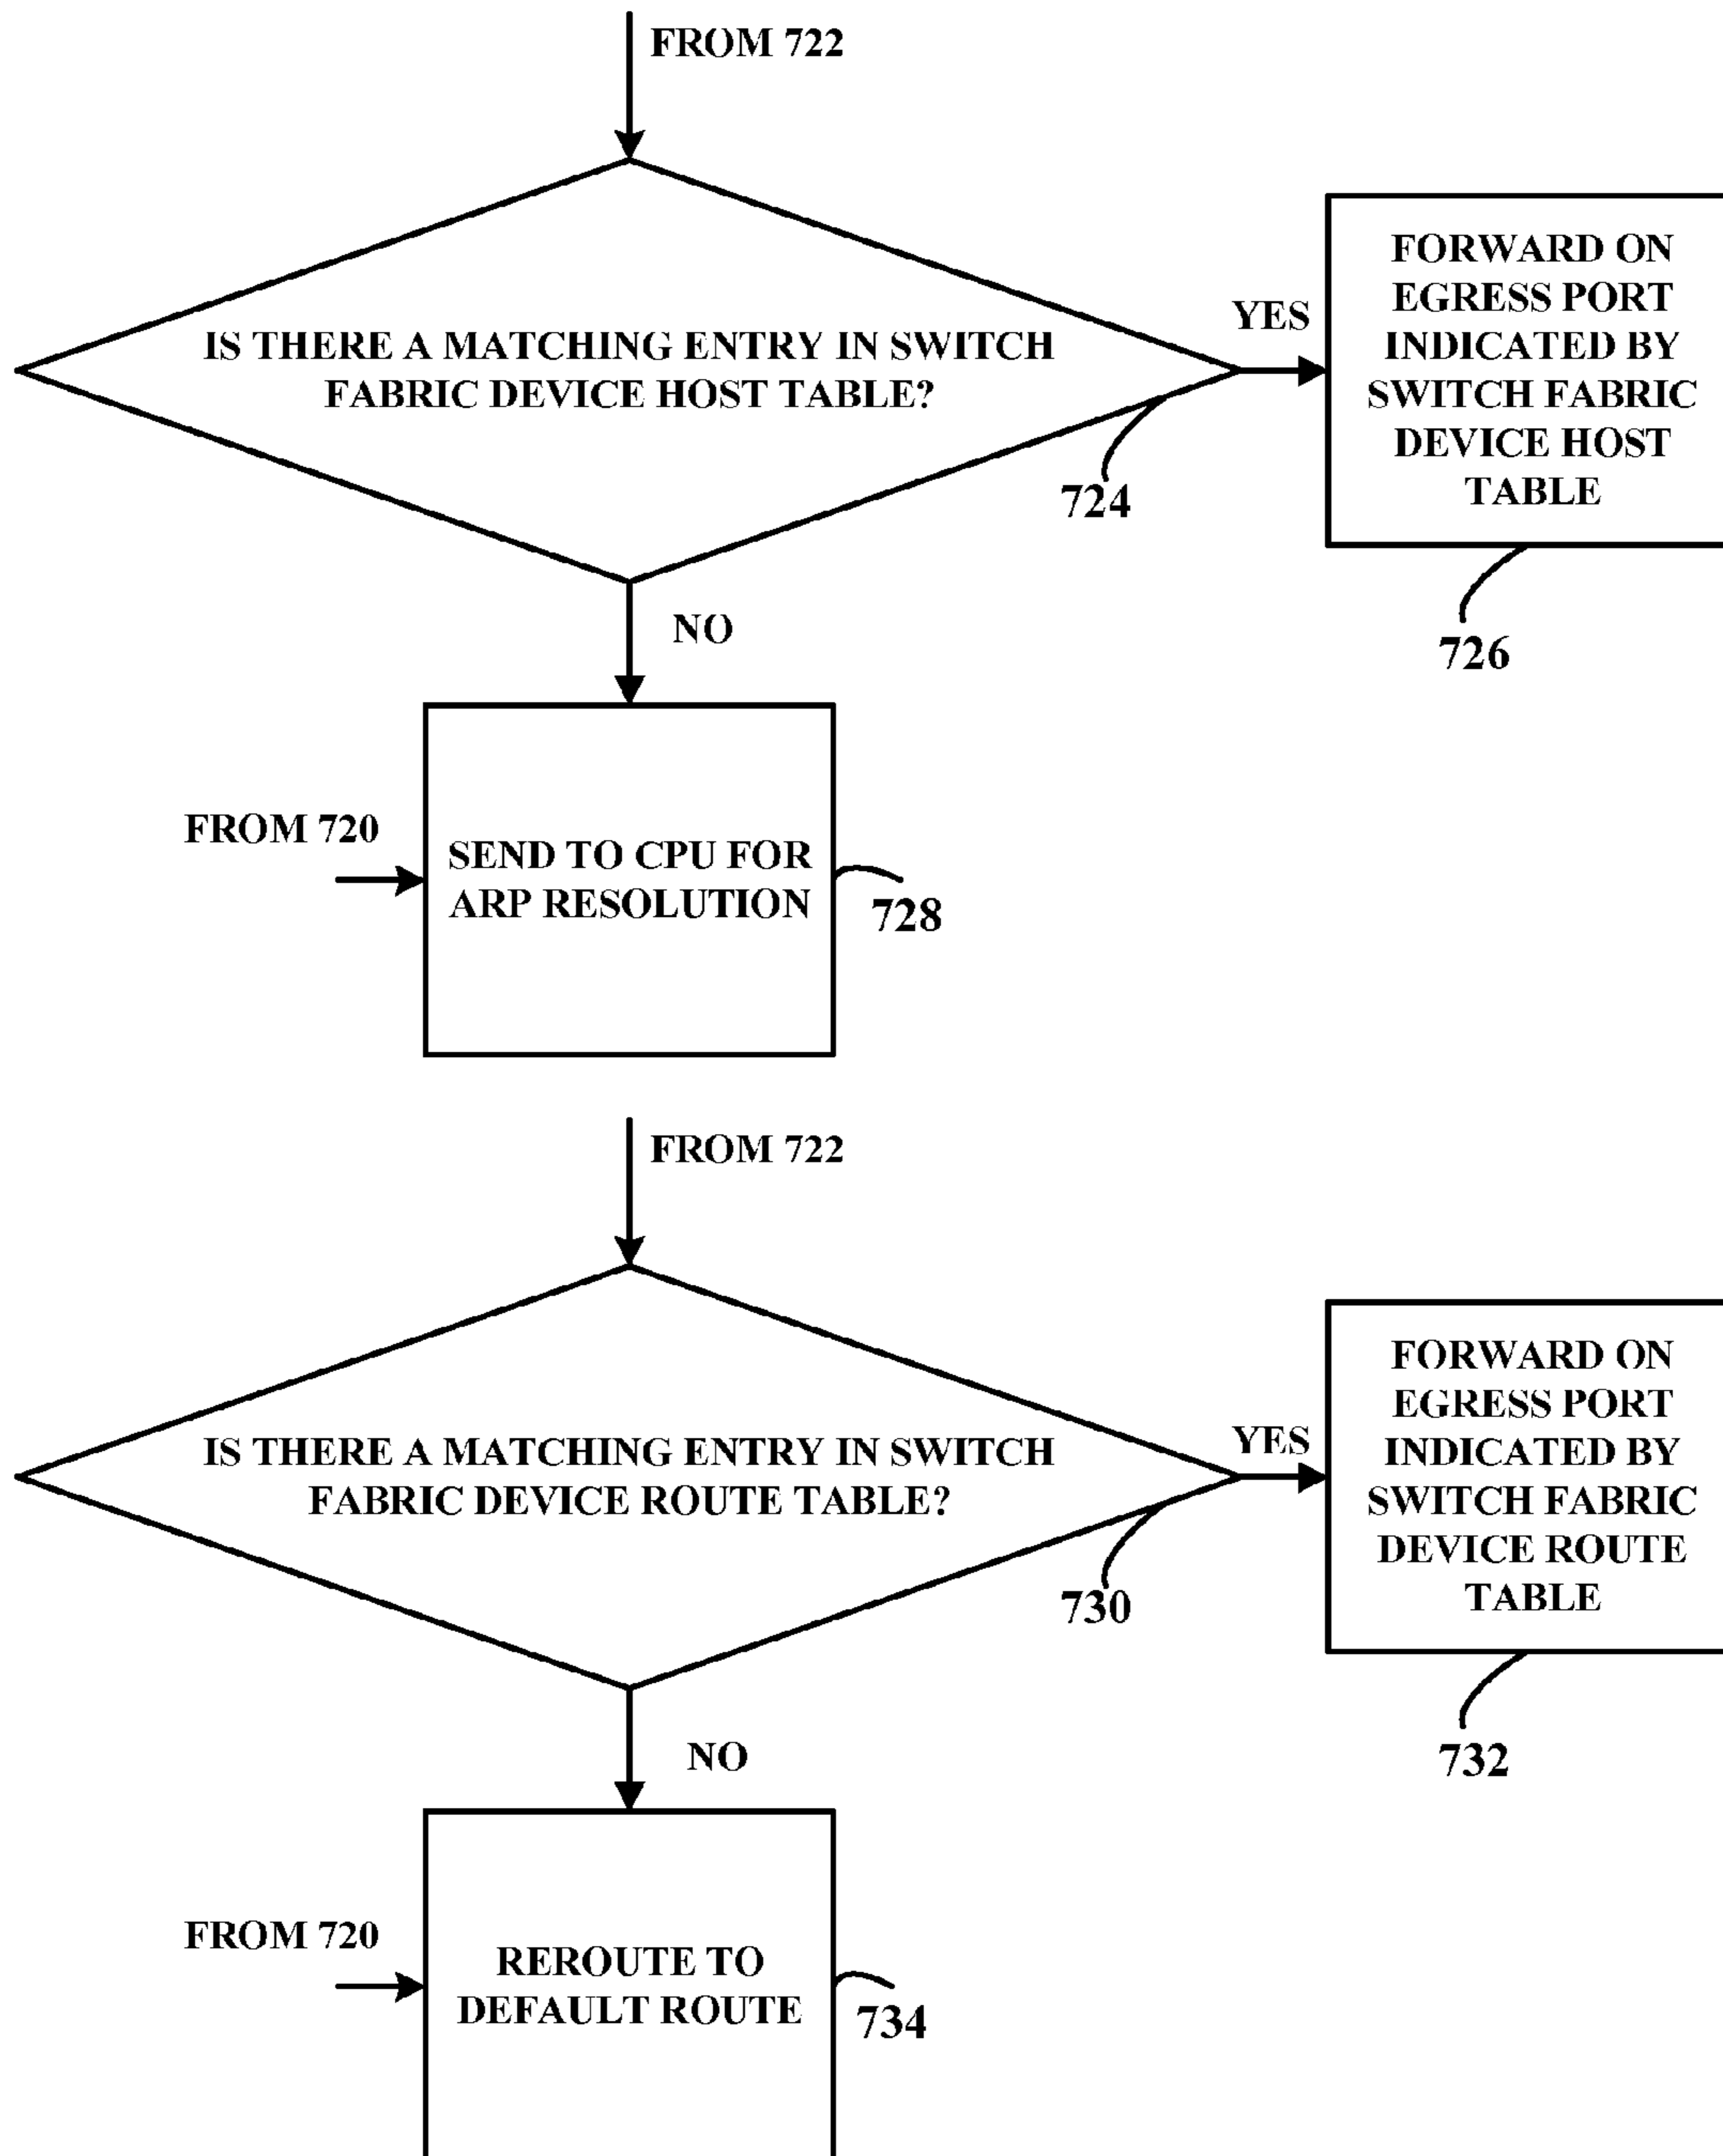 FROM 722
IS THERE A MATCHING ENTRY IN SWITCH
FABRIC DEVICE HOST TABLE?
724
YES
FORWARD ON
EGRESS PORT
INDICATED BY
SWITCH FABRIC
DEVICE HOST
TABLE
726
NO
FROM 720
SEND TO CPU FOR
ARP RESOLUTION
728
FROM 722
IS THERE A MATCHING ENTRY IN SWITCH
FABRIC DEVICE ROUTE TABLE?
730
YES
FORWARD ON
EGRESS PORT
INDICATED BY
SWITCH FABRIC
DEVICE ROUTE
TABLE
732
NO
FROM 720
REROUTE TO
DEFAULT ROUTE
734